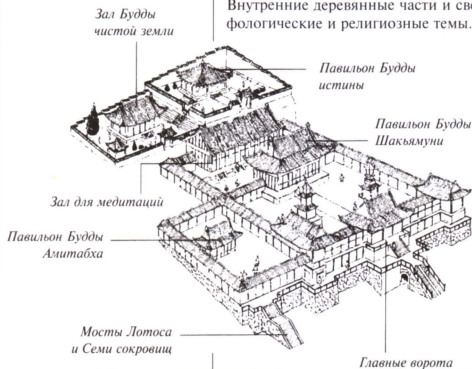 Внутренние деревянные части и
фологические и религиозные темы.
Зал Будды
чистой земли
Павильон Будды
истины
Павильон Будды
Шакьямуни
Зал для медитаций
Павильон Будды
Амитабха
Мосты Лотоса
и Семи сокровищ
Главные ворота